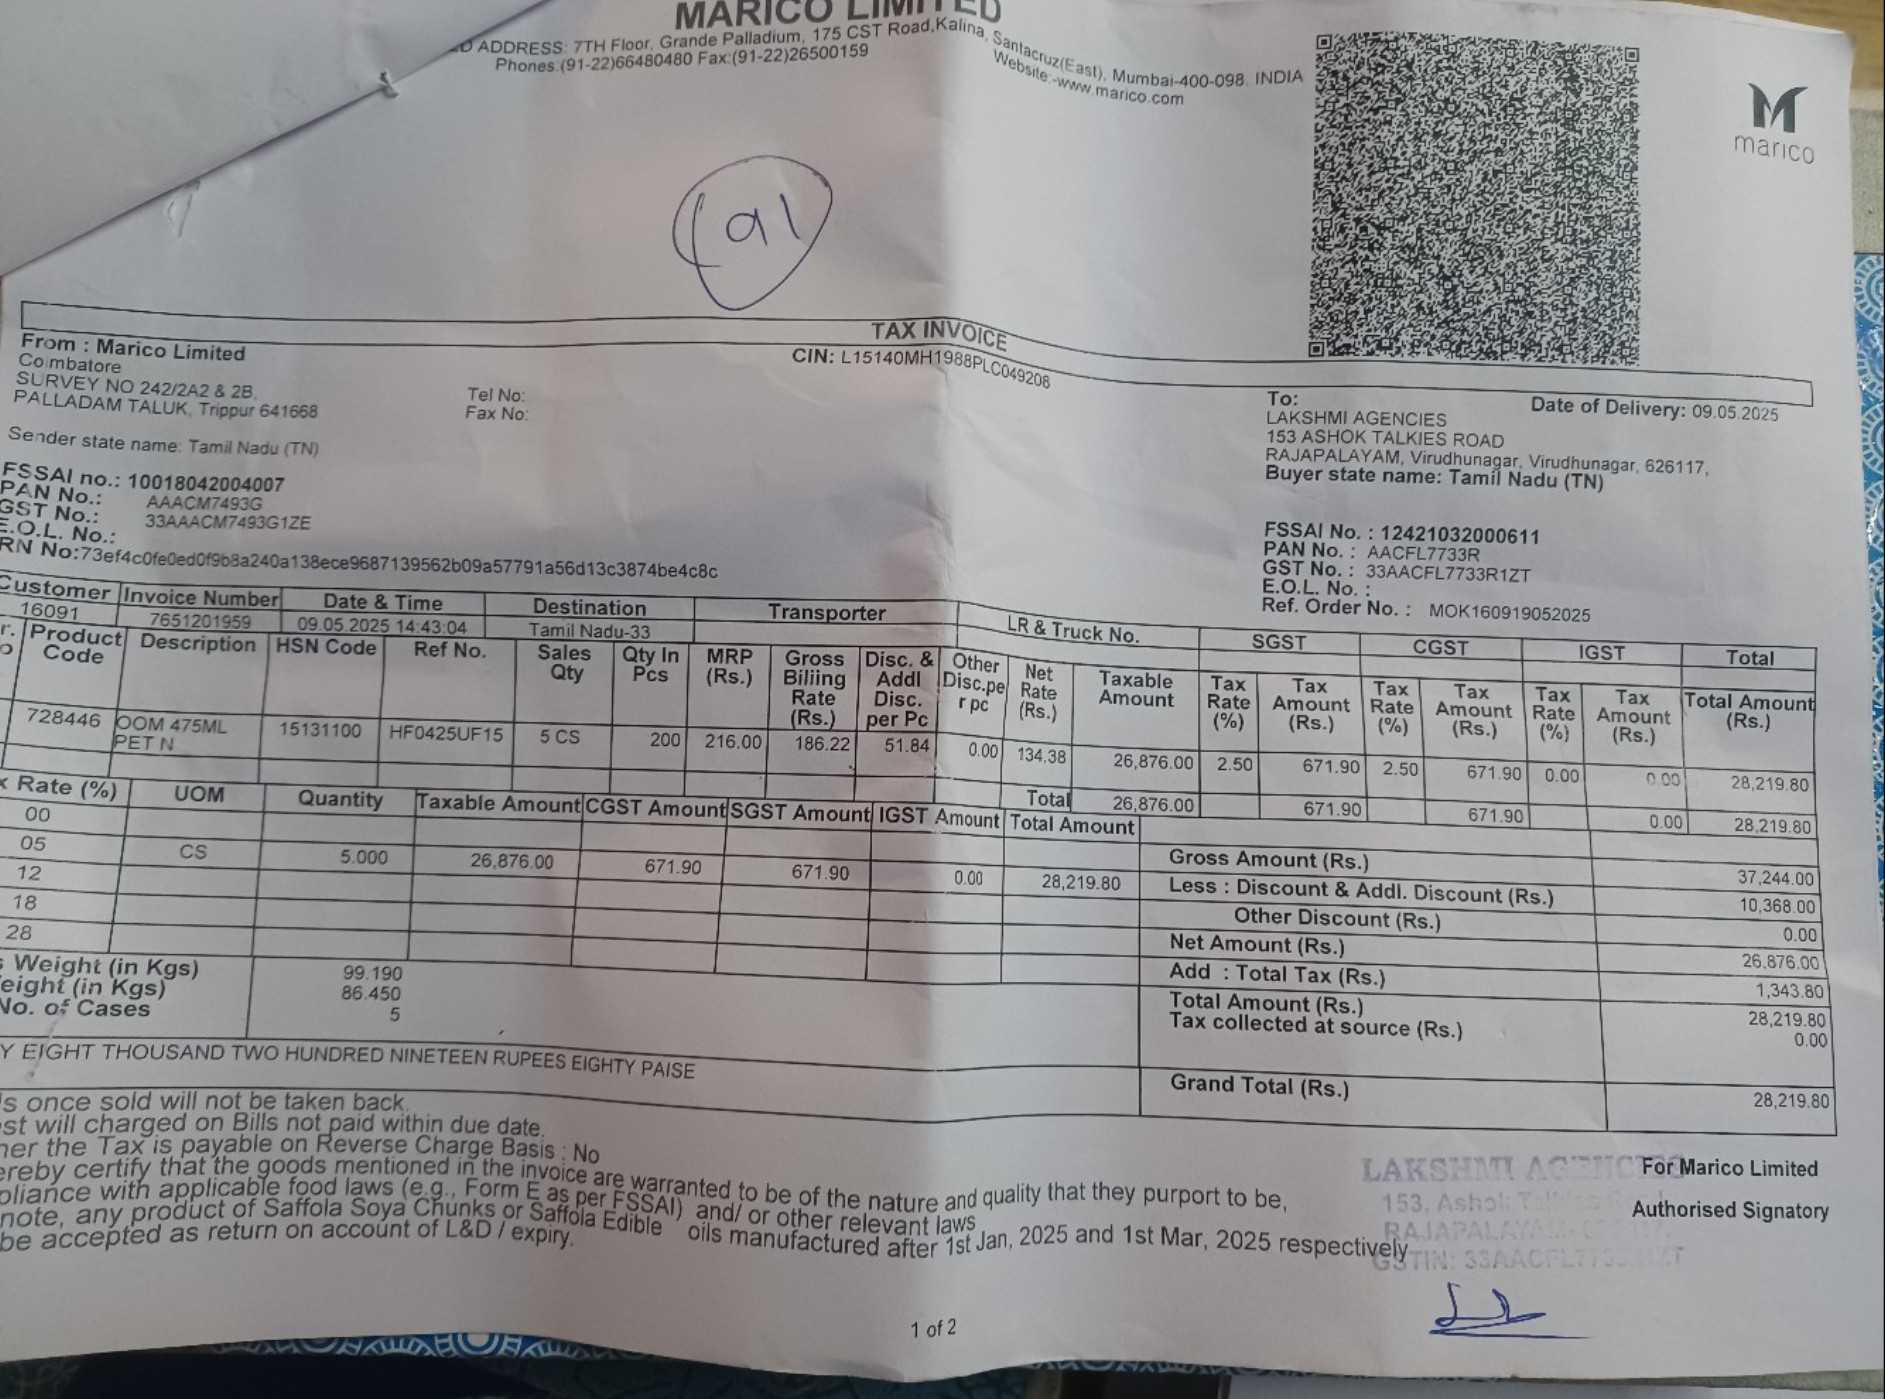 MARICO LIMITED
ADDRESS: 7TH Floor, Grande Palladium, 175 CST Road,Kalina, Santacruz(East), Mumbai-400-098. INDIA
Phones:(91-22)66480480 Fax:(91-22)26500159 Website:-www.marico.com
marico
TAX INVOICE
CIN: L15140MH1988PLC049208
From : Marico Limited
Coimbatore
SURVEY NO 242/2A2 & 2B,
PALLADAM TALUK, Trippur 641668
Tel No:
Fax No:
Sender state name: Tamil Nadu (TN)
FSSAI no.: 10018042004007
PAN No.: AAACM7493G
GST No.: 33AAACM7493G1ZE
E.O.L. No.:
RN No:73ef4c0fe0ed0f9b8a240a138ece9687139562b09a57791a56d13c3874be4c8c
To: Date of Delivery: 09.05.2025
LAKSHMI AGENCIES
153 ASHOK TALKIES ROAD
RAJAPALAYAM, Virudhunagar, Virudhunagar, 626117,
Buyer state name: Tamil Nadu (TN)
FSSAI No. : 12421032000611
PAN No. : AACFL7733R
GST No. : 33AACFL7733R1ZT
E.O.L. No. :
Ref. Order No. : MOK160919052025
Customer Invoice Number Date & Time Destination Transporter LR & Truck No. SGST CGST IGST Total
16091 7651201959 09.05.2025 14:43:04 Tamil Nadu-33
Product Code Description HSN Code Ref No. Sales Qty Qty In Pcs MRP (Rs.) Gross Biliing Rate (Rs.) Disc. & Addl Disc. per Pc Other Disc.pe r pc Net Rate (Rs.) Taxable Amount Tax Rate (%) Tax Amount (Rs.) Tax Rate (%) Tax Amount (Rs.) Tax Rate (%) Tax Amount (Rs.) Total Amount (Rs.)
728446 OOM 475ML PET N 15131100 HF0425UF15 5 CS 200 216.00 186.22 51.84 0.00 134.38 26,876.00 2.50 671.90 2.50 671.90 0.00 0.00 28,219.80
Total 26,876.00 671.90 671.90 0.00 28,219.80
x Rate (%) UOM Quantity Taxable Amount CGST Amount SGST Amount IGST Amount Total Amount
00
05 CS 5.000 26,876.00 671.90 671.90 0.00 28,219.80
12
18
28
Gross Amount (Rs.) 37,244.00
Less : Discount & Addl. Discount (Rs.) 10,368.00
Other Discount (Rs.) 0.00
Net Amount (Rs.) 26,876.00
Add : Total Tax (Rs.) 1,343.80
Total Amount (Rs.) 28,219.80
Tax collected at source (Rs.) 0.00
Grand Total (Rs.) 28,219.80
Weight (in Kgs) 99.190
eight (in Kgs) 86.450
No. of Cases 5
Y EIGHT THOUSAND TWO HUNDRED NINETEEN RUPEES EIGHTY PAISE
s once sold will not be taken back.
st will charged on Bills not paid within due date.
her the Tax is payable on Reverse Charge Basis : No
ereby certify that the goods mentioned in the invoice are warranted to be of the nature and quality that they purport to be,
pliance with applicable food laws (e.g., Form E as per FSSAI) and/ or other relevant laws
note, any product of Saffola Soya Chunks or Saffola Edible oils manufactured after 1st Jan, 2025 and 1st Mar, 2025 respectively
be accepted as return on account of L&D / expiry.
LAKSHMI AGENCIES
153, Ashok
RAJAPALAYAM
GSTIN:
For Marico Limited
Authorised Signatory
1 of 2